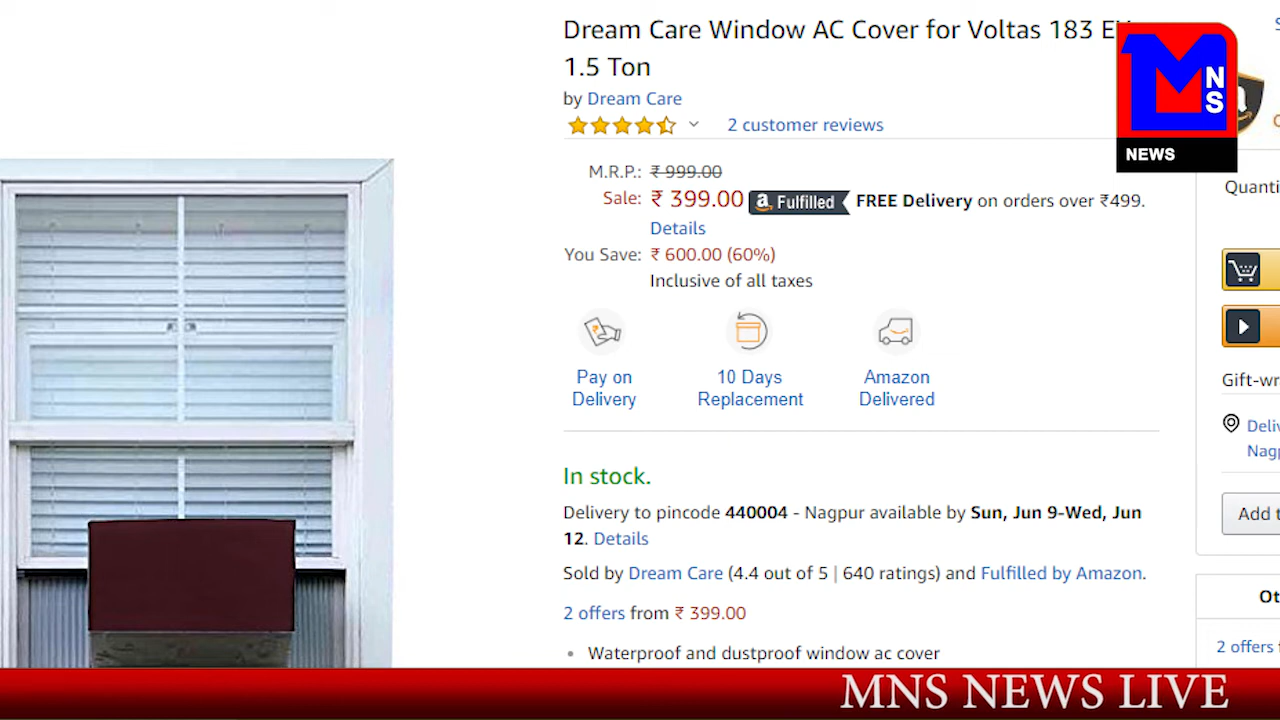 Dream Care Window AC Cover for Voltas 183
1.5 Ton
by Dream Care
2 customer reviews
M.R.P.: ₹ 999.00
Sale: ₹ 399.00 a Fulfilled FREE Delivery on orders over ₹499.
Details
You Save: ₹ 600.00 (60%)
Inclusive of all taxes
Pay on
Delivery
10 Days
Replacement
Amazon
Delivered
In stock.
Delivery to pincode 440004 - Nagpur available by Sun, Jun 9-Wed, Jun
12. Details
Sold by Dream Care (4.4 out of 5 | 640 ratings) and Fulfilled by Amazon.
2 offers from ₹ 399.00
• Waterproof and dustproof window ac cover
M NS
NEWS
Quanti
Gift-wr
Deliv
Nagp
Add t
Ot
2 offers
MNS NEWS LIVE